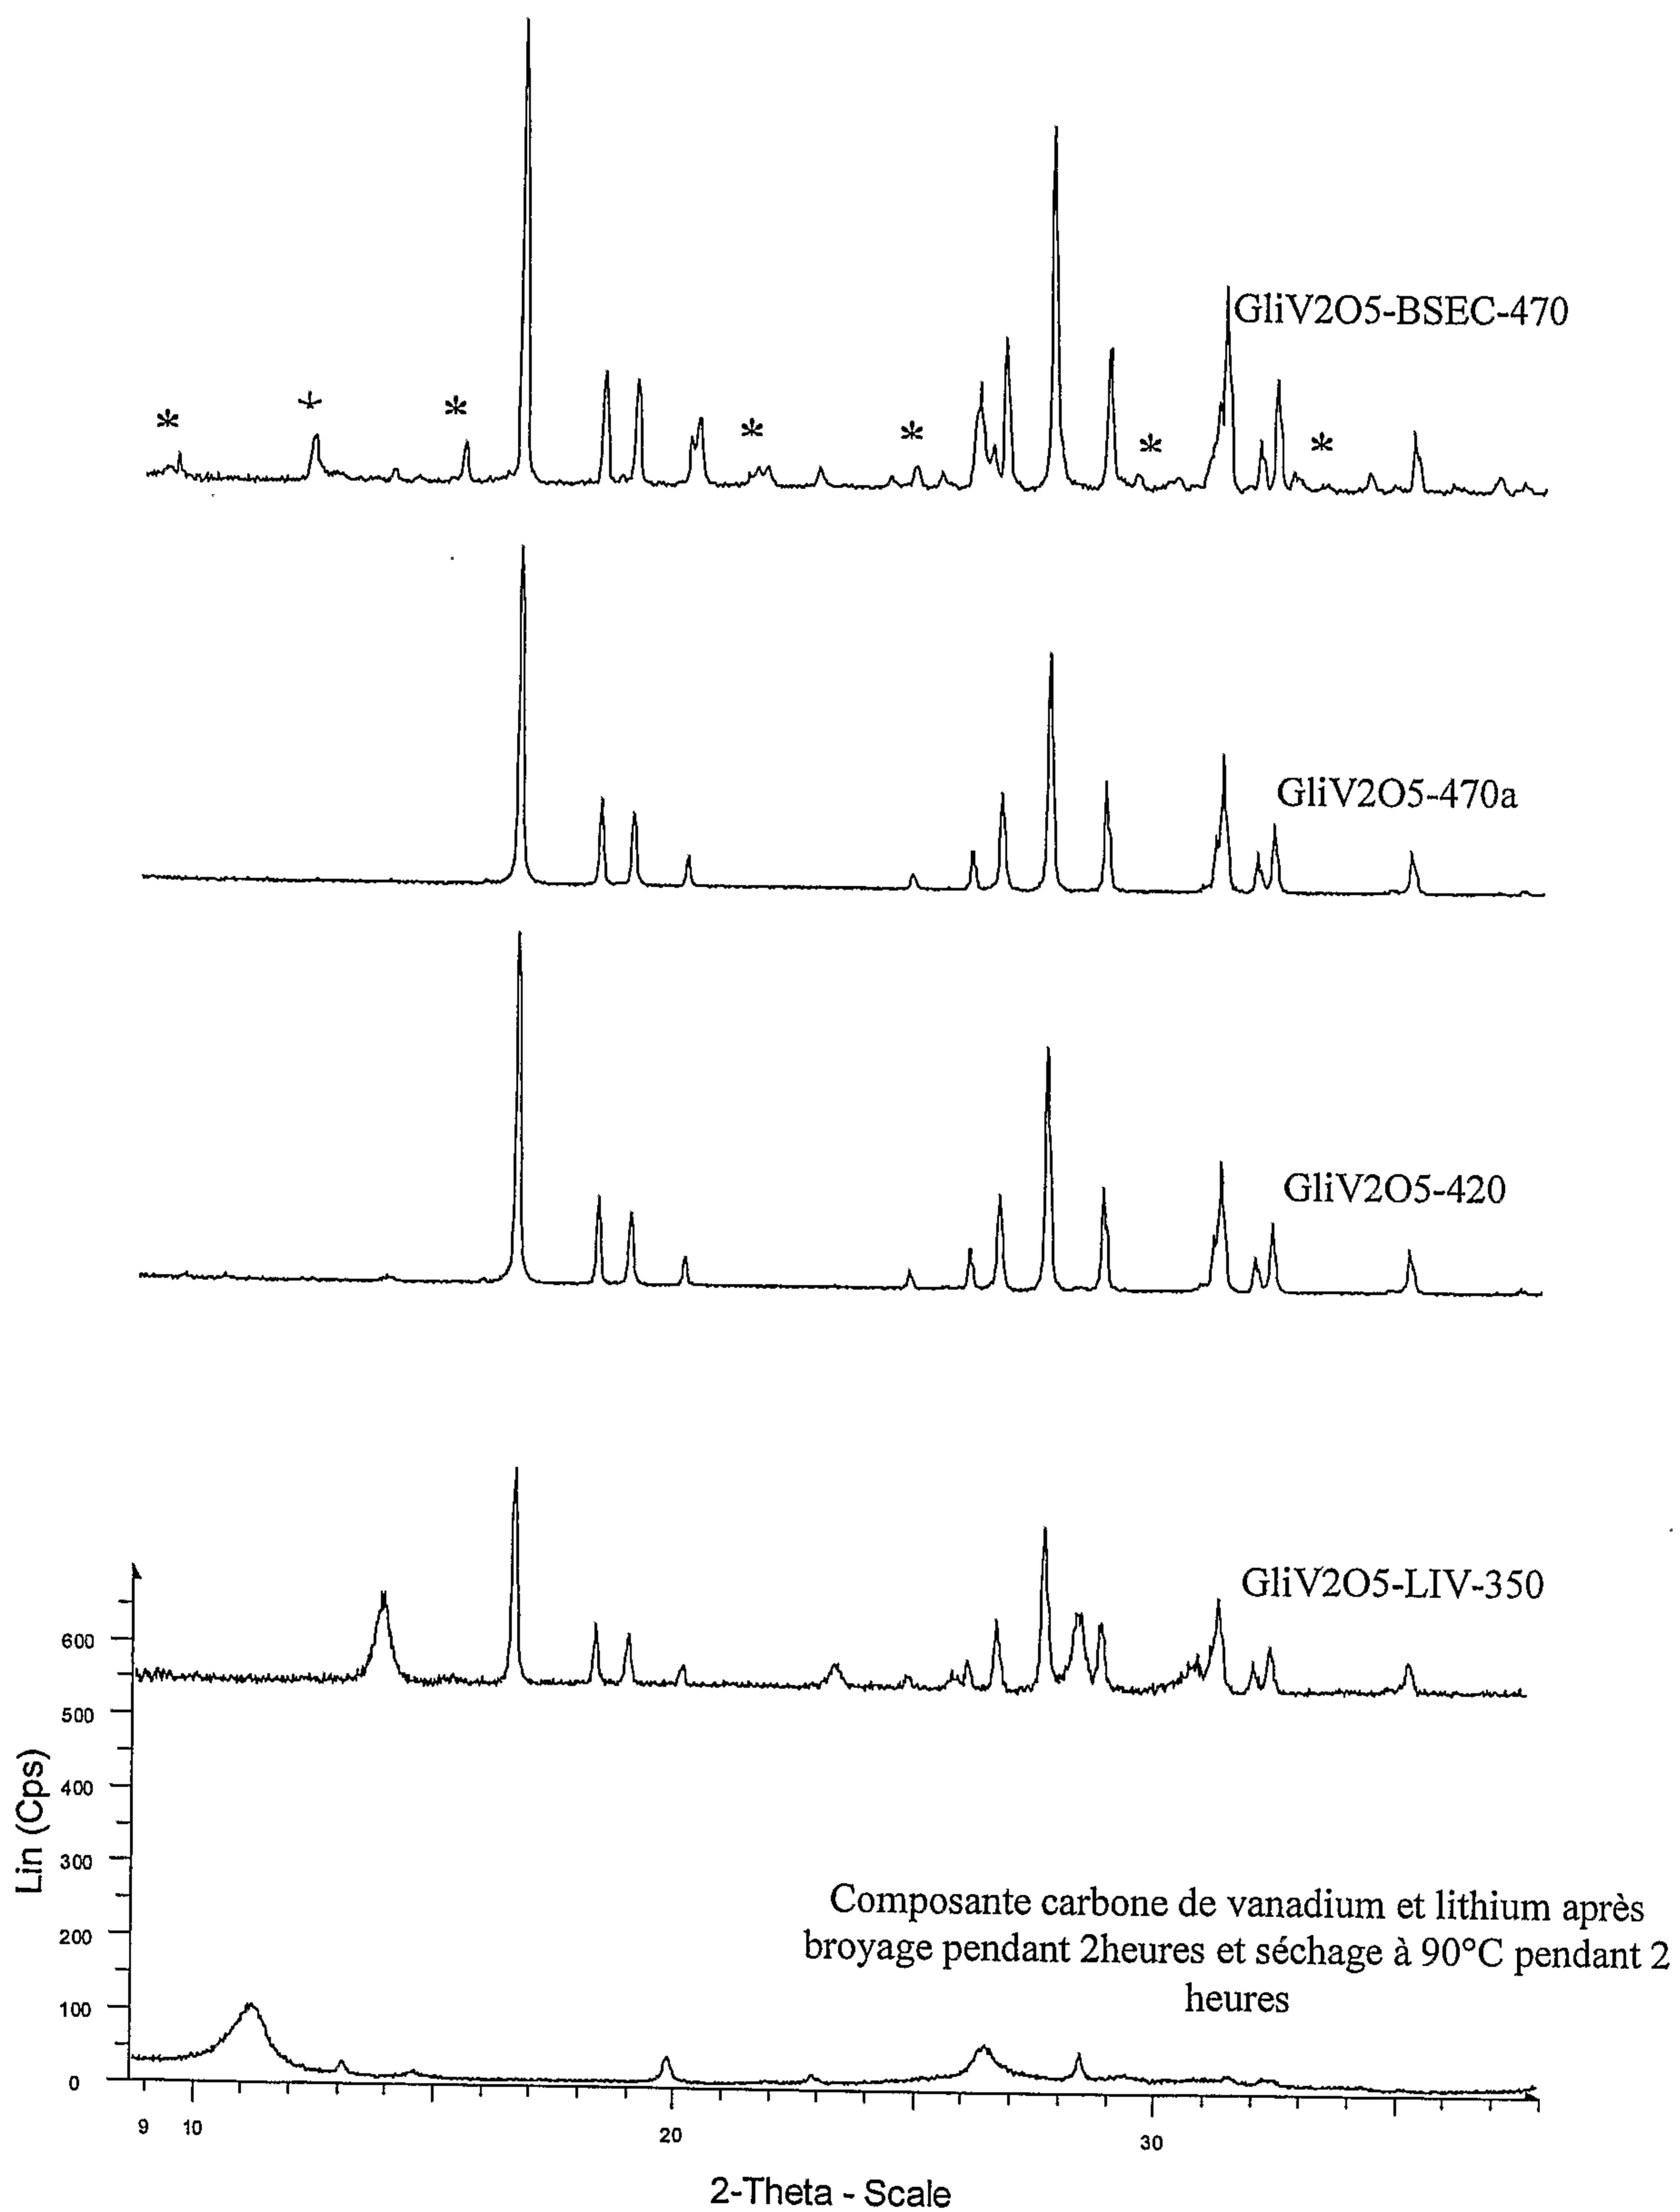 GliV2O5-BSEC-470
*
*
*
*
*
*
*
GliV2O5-470a
GliV2O5-420
GliV2O5-LIV-350
600
500
400
300
200
100
0
Lin (Cps)
Composante carbone de vanadium et lithium après
broyage pendant 2heures et séchage à 90°C pendant 2
heures
9
10
20
30
2-Theta - Scale